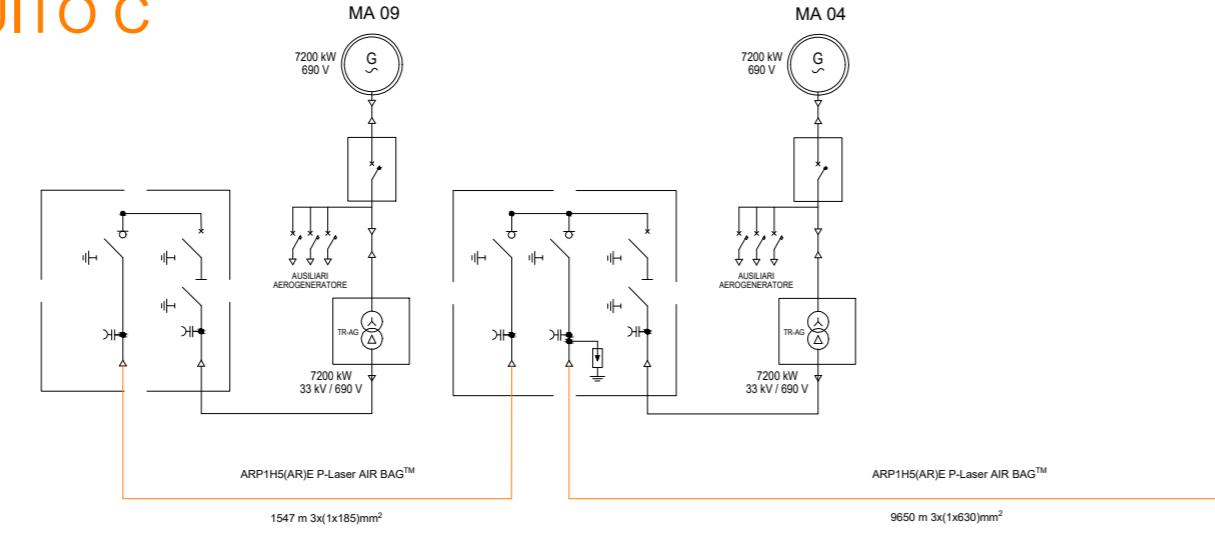 UITO C
MA 09
7200 kW
690 V
G
AUSILIARI
AEROGENERATORE
TR-AG
7200 kW
33 kV / 690 V
MA 04
7200 kW
690 V
G
AUSILIARI
AEROGENERATORE
TR-AG
7200 kW
33 kV / 690 V
ARP1H5(AR)E P-Laser AIR BAG™
1547 m 3x(1x185)mm²
ARP1H5(AR)E P-Laser AIR BAG™
9650 m 3x(1x630)mm²